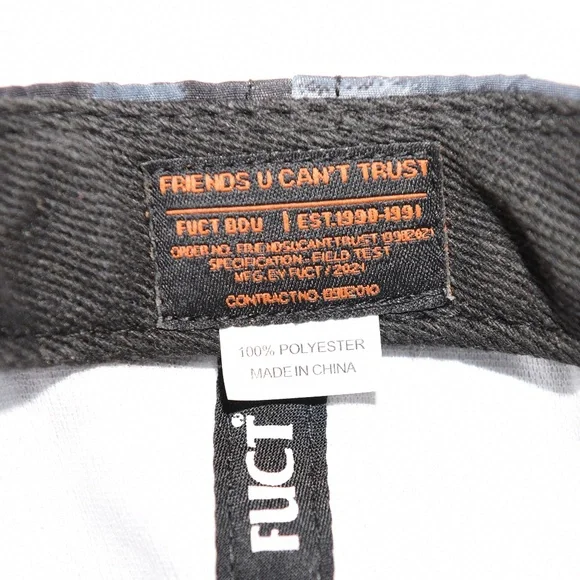 FRIENDS U CAN'T TRUST
FUCT BDU | EST.1990-1991
ORDER NO. FRIENDSUCANTTRUST
SPECIFICATION - FIELD TEST
MFG. BY FUCT / 2021
CONTRACT NO.
100% POLYESTER
MADE IN CHINA
FUCT®